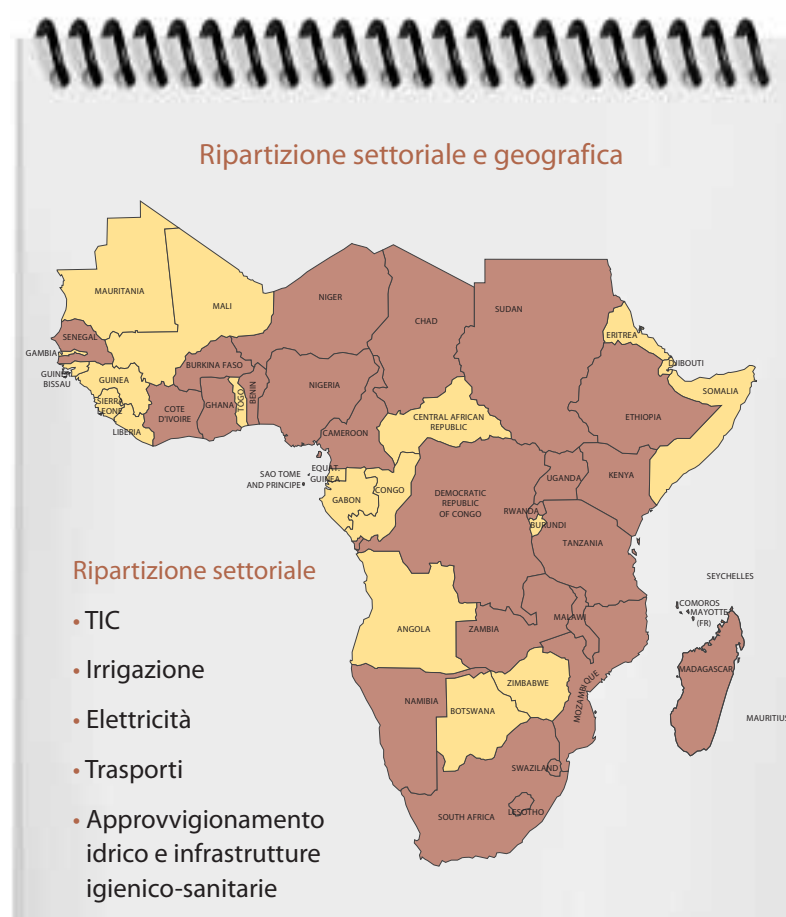 Ripartizione settoriale e geografica
MAURITANIA
MALI
NIGER
CHAD
SUDAN
ERITREA
DJIBOUTI
SOMALIA
SENEGAL
GAMBIA
GUINEA
BISSAU
GUINEA
SIERRA
LEONE
LIBERIA
COTE
D'IVOIRE
BURKINA FASO
GHANA
TOGO
BENIN
NIGERIA
CAMEROON
CENTRAL AFRICAN
REPUBLIC
ETHIOPIA
SAO TOME
AND PRINCIPE
EQUAT.
GUINEA
GABON
CONGO
DEMOCRATIC
REPUBLIC
OF CONGO
UGANDA
KENYA
RWANDA
BURUNDI
TANZANIA
SEYCHELLES
COMOROS
MAYOTTE
(FR)
ANGOLA
ZAMBIA
MALAWI
MOZAMBIQUE
MADAGASCAR
MAURITIUS
ZIMBABWE
NAMIBIA
BOTSWANA
SWAZILAND
LESOTHO
SOUTH AFRICA
Ripartizione settoriale
• TIC
• Irrigazione
• Elettricità
• Trasporti
• Approvvigionamento
idrico e infrastrutture
igienico-sanitarie